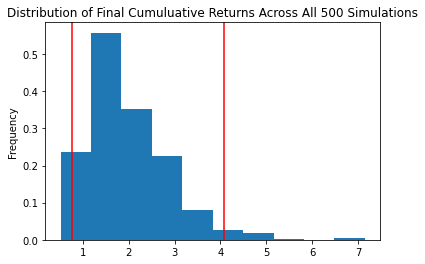 Distribution of Final Cumuluative Returns Across All 500 Simulations
Frequency
0.5
0.4
0.3
0.2
0.1
0.0
1 2 3 4 5 6 7